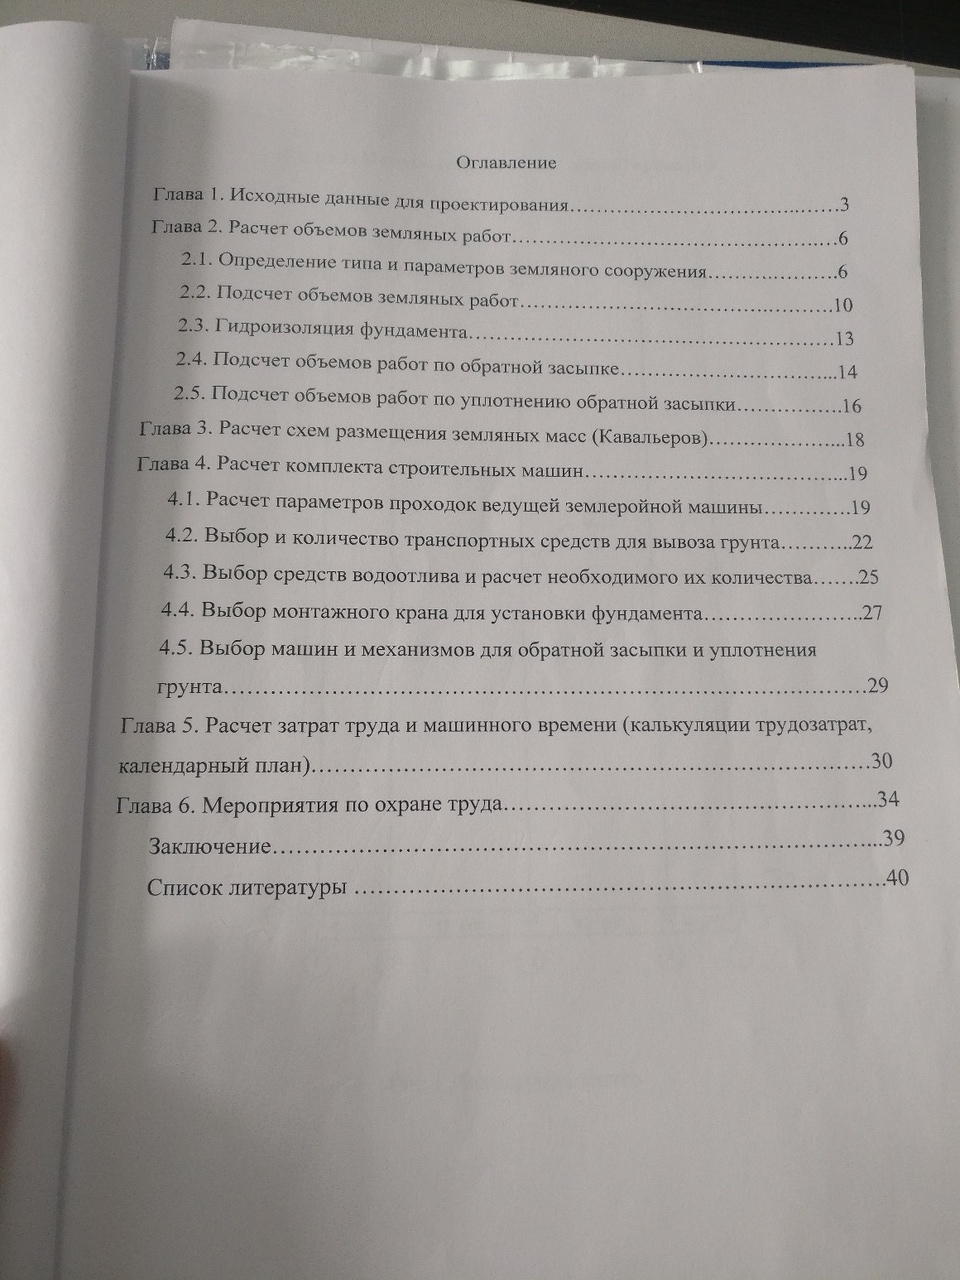 Оглавление
Глава 1. Исходные данные для проектирования……………………………………3
Глава 2. Расчет объемов земляных работ……………………………………………6
2.1. Определение типа и параметров земляного сооружения………………..6
2.2. Подсчет объемов земляных работ…………………………………………10
2.3. Гидроизоляция фундамента………………………………………………..13
2.4. Подсчет объемов работ по обратной засыпке…………………………...14
2.5. Подсчет объемов работ по уплотнению обратной засыпки…………….16
Глава 3. Расчет схем размещения земляных масс (Кавальеров)………………...18
Глава 4. Расчет комплекта строительных машин………………………………...19
4.1. Расчет параметров проходок ведущей землеройной машины…………19
4.2. Выбор и количество транспортных средств для вывоза грунта………..22
4.3. Выбор средств водоотлива и расчет необходимого их количества…….25
4.4. Выбор монтажного крана для установки фундамента…………………..27
4.5. Выбор машин и механизмов для обратной засыпки и уплотнения
грунта……………………………………………………………………………29
Глава 5. Расчет затрат труда и машинного времени (калькуляции трудозатрат,
календарный план)…………………………………………………………………30
Глава 6. Мероприятия по охране труда…………………………………………...34
Заключение……………………………………………………………………...39
Список литературы …………………………………………………………….40